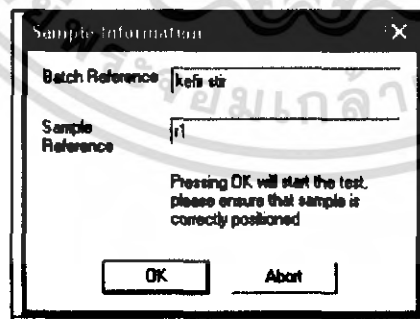 Sample Information
Batch Reference
kefir stir
Sample
Reference
r1
Pressing OK will start the test,
please ensure that sample is
correctly positioned
OK
Abort